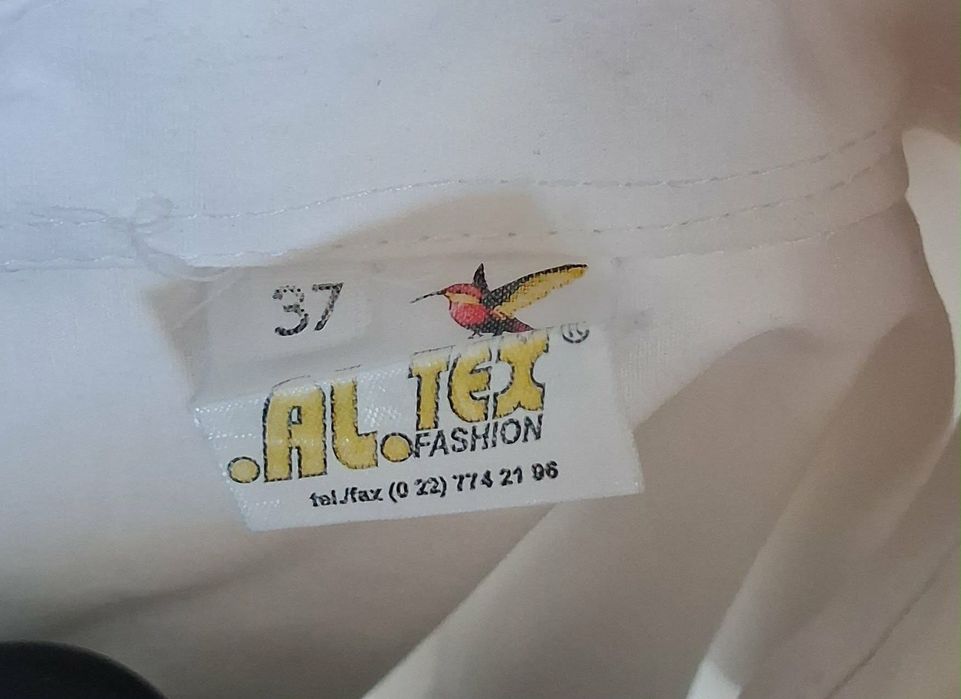 37
.AL.TEX®
FASHION
tel./fax (0 22) 774 21 96